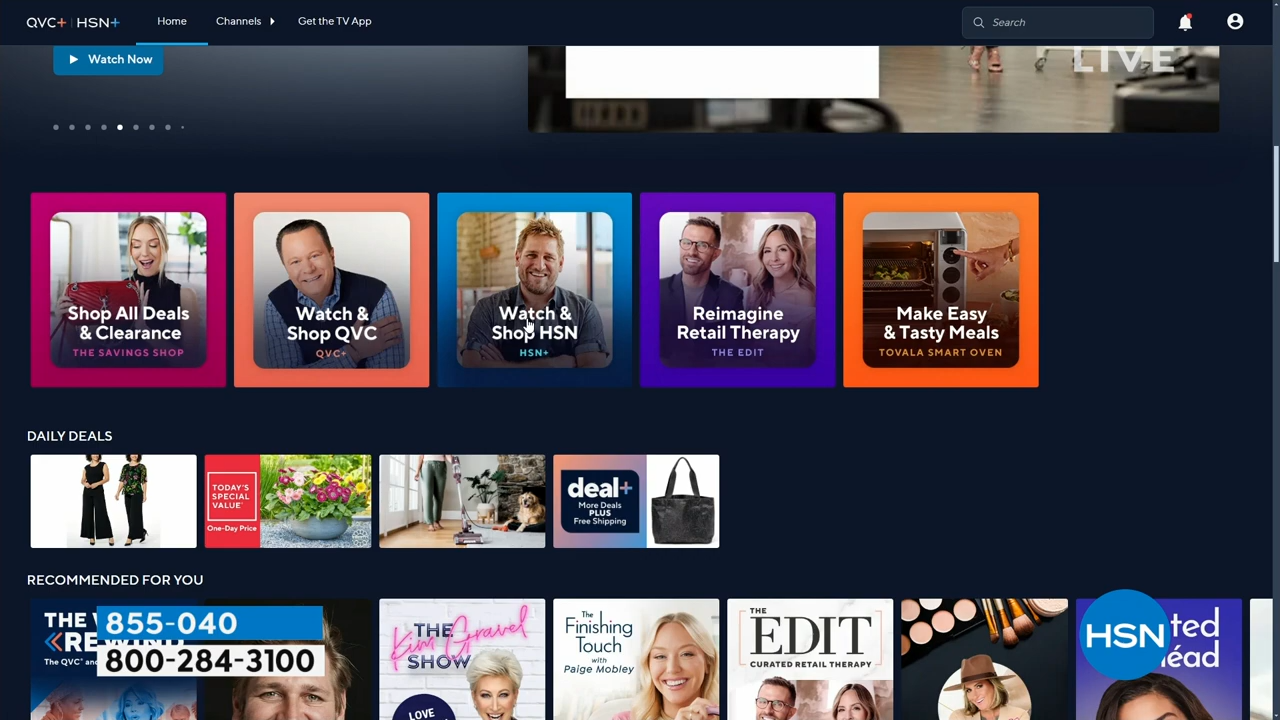 QVC+ | HSN+
Home
Channels
Get the TV App
Search
Watch Now
LIVE
Shop All Deals
& Clearance
THE SAVINGS SHOP
Watch &
Shop QVC
QVC+
Watch &
Shop HSN
HSN+
Reimagine
Retail Therapy
THE EDIT
Make Easy
& Tasty Meals
TOVALA SMART OVEN
DAILY DEALS
TODAY'S
SPECIAL
VALUE®
One-Day Price
deal+
More Deals
PLUS
Free Shipping
RECOMMENDED FOR YOU
THE
REWIND
The QVC® and
855-040
800-284-3100
THE
Kim Gravel
SHOW
LOVE
The
Finishing
Touch
with
Paige Mobley
THE
EDIT
CURATED RETAIL THERAPY
HSN